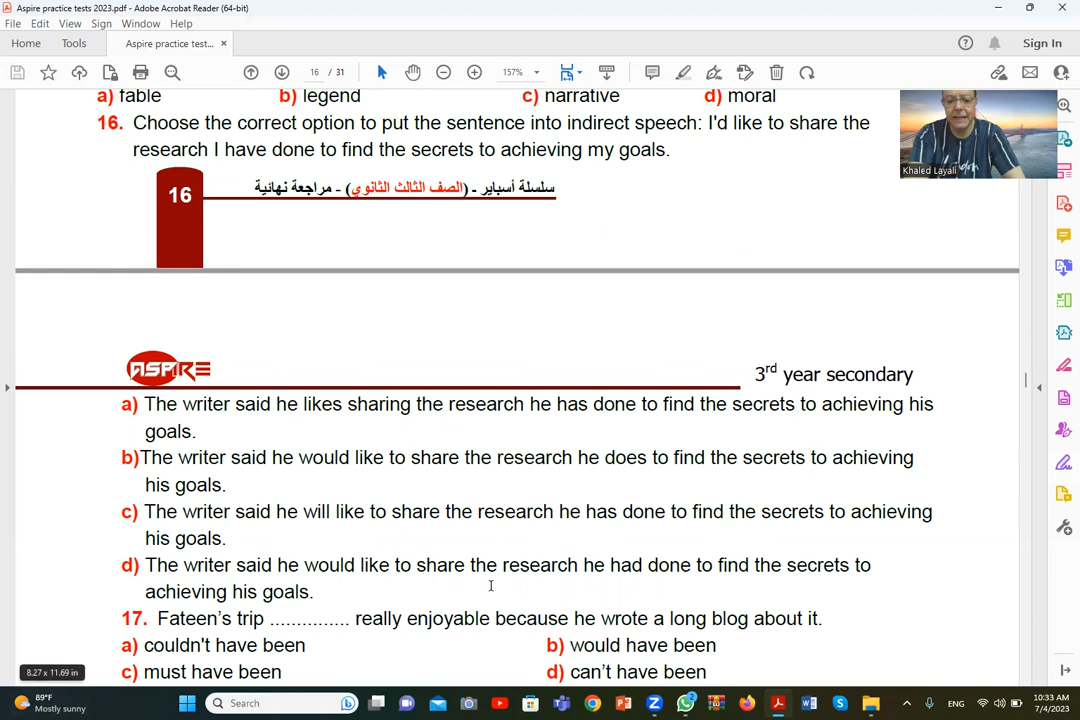 Aspire practice tests 2023.pdf - Adobe Acrobat Reader (64-bit)
File Edit View Sign Window Help
Home Tools Aspire practice test... × Sign In
16 / 31 157%
a) fable b) legend c) narrative d) moral
16. Choose the correct option to put the sentence into indirect speech: I'd like to share the
research I have done to find the secrets to achieving my goals.
Khaled Layali
16 سلسلة أسباير - (الصف الثالث الثانوي) - مراجعة نهائية
ASPIRE
3rd year secondary
a) The writer said he likes sharing the research he has done to find the secrets to achieving his
goals.
b)The writer said he would like to share the research he does to find the secrets to achieving
his goals.
c) The writer said he will like to share the research he has done to find the secrets to achieving
his goals.
d) The writer said he would like to share the research he had done to find the secrets to
achieving his goals.
17. Fateen's trip ............... really enjoyable because he wrote a long blog about it.
a) couldn't have been b) would have been
c) must have been d) can't have been
8.27 x 11.69 in
89°F
Mostly sunny
Search
2
ENG
10:33 AM
7/4/2023